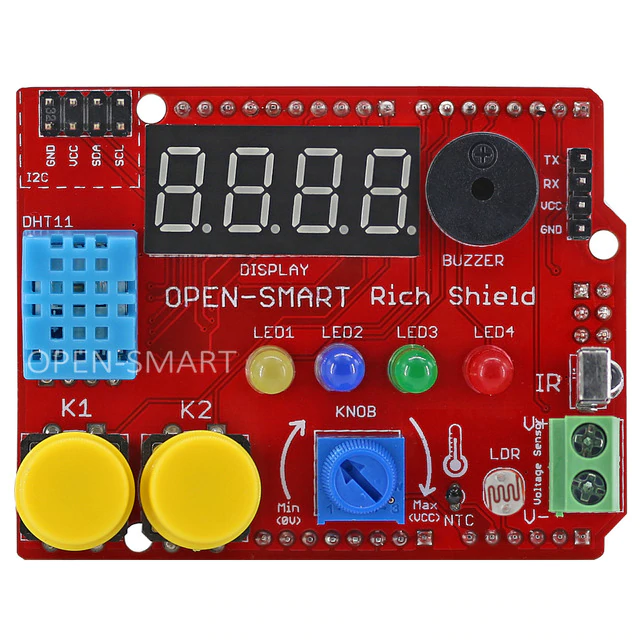 GND
VCC
SDA
SCL
I2C
DHT11
DISPLAY
BUZZER
TX
RX
VCC
GND
OPEN-SMART Rich Shield
LED1
LED2
LED3
LED4
OPEN-SMART
IR
K1
K2
KNOB
Min
(0V)
Max
(VCC)
NTC
LDR
V-
Voltage Sensor